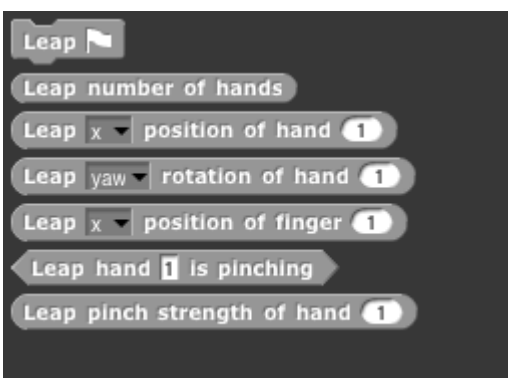 Leap
Leap number of hands
Leap x position of hand 1
Leap yaw rotation of hand 1
Leap x position of finger 1
Leap hand 1 is pinching
Leap pinch strength of hand 1